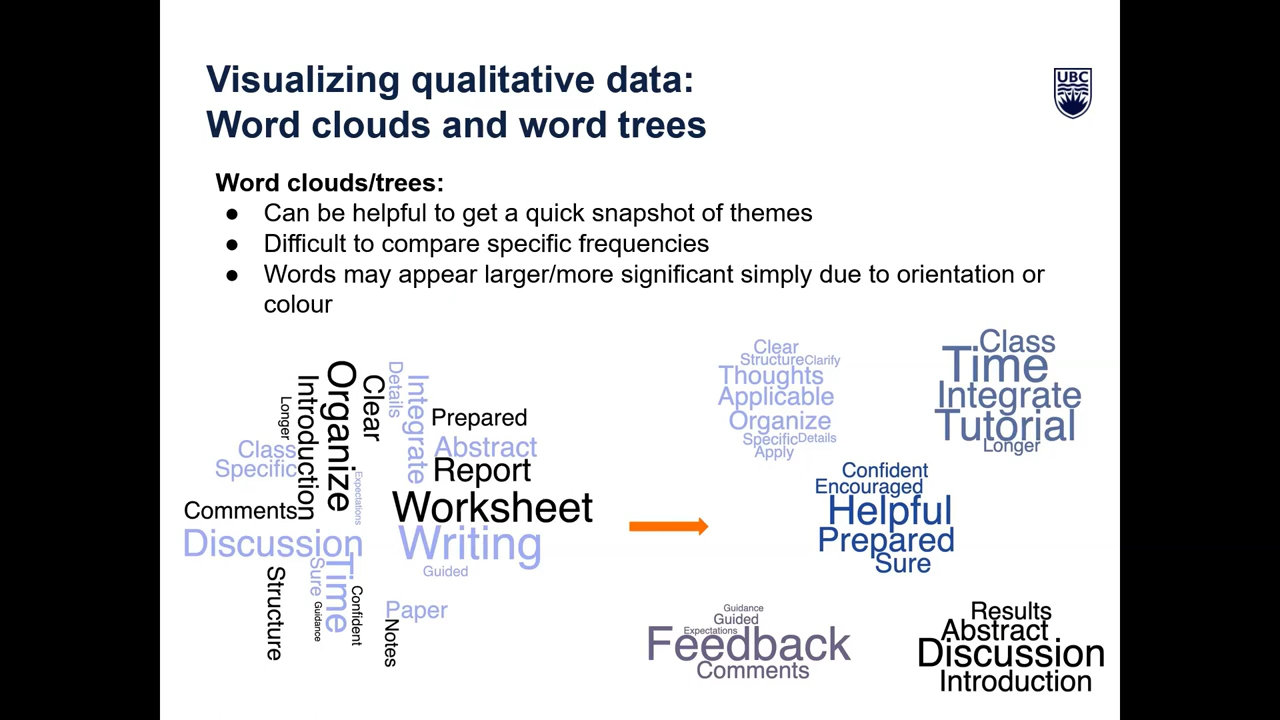 Visualizing qualitative data:
Word clouds and word trees
UBC
Word clouds/trees:
● Can be helpful to get a quick snapshot of themes
● Difficult to compare specific frequencies
● Words may appear larger/more significant simply due to orientation or
colour
Organize
Introduction
Longer
Clear
Details
Integrate
Prepared
Class
Abstract
Specific
Report
Expectations
Comments
Worksheet
Discussion
Writing
Guided
Structure
Sure
Time
Guidance
Confident
Paper
Notes
Clear
Structure Clarify
Thoughts
Applicable
Organize
Specific Details
Apply
Class
Time
Integrate
Tutorial
Longer
Confident
Encouraged
Helpful
Prepared
Sure
Guidance
Guided
Expectations
Feedback
Comments
Results
Abstract
Discussion
Introduction